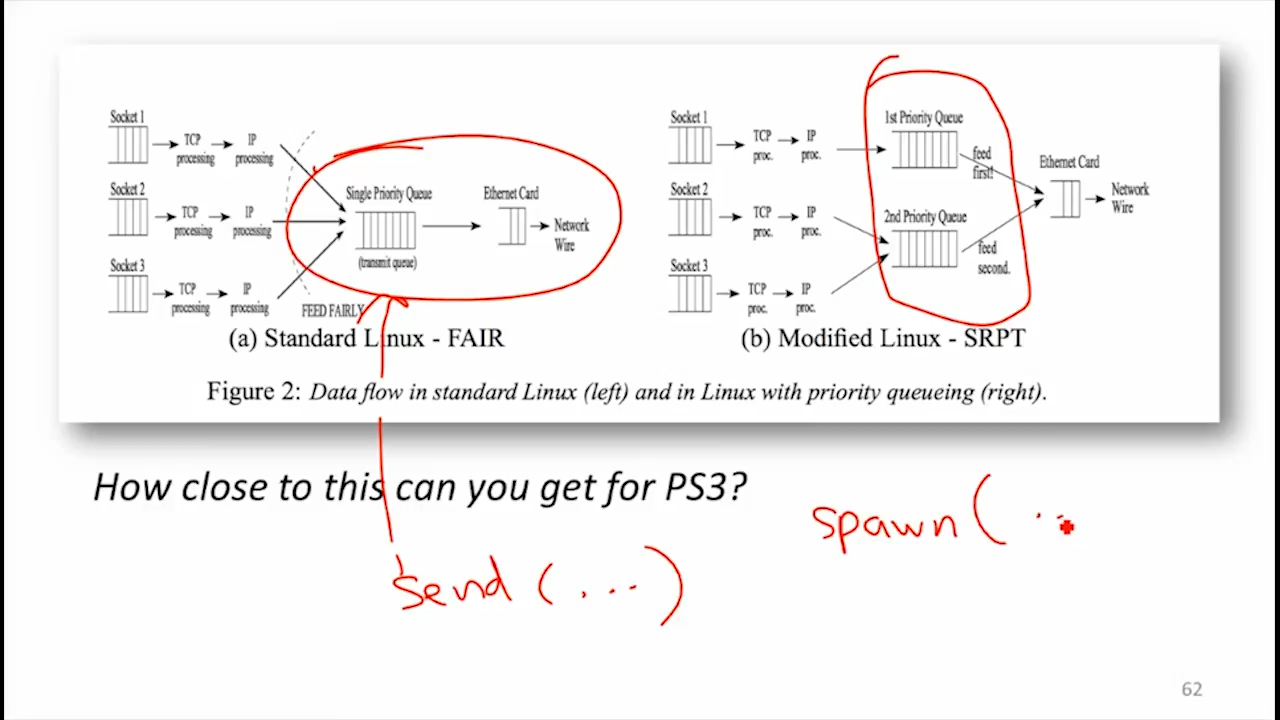 Socket 1
TCP processing
IP processing
Socket 2
TCP processing
IP processing
Socket 3
TCP processing
IP processing
Single Priority Queue
(transmit queue)
Ethernet Card
Network Wire
FEED FAIRLY
(a) Standard Linux - FAIR
Socket 1
TCP proc.
IP proc.
Socket 2
TCP proc.
IP proc.
Socket 3
TCP proc.
IP proc.
1st Priority Queue
feed first!
2nd Priority Queue
feed second.
Ethernet Card
Network Wire
(b) Modified Linux - SRPT
Figure 2: Data flow in standard Linux (left) and in Linux with priority queueing (right).
How close to this can you get for PS3?
spawn( ..
send (...)
62